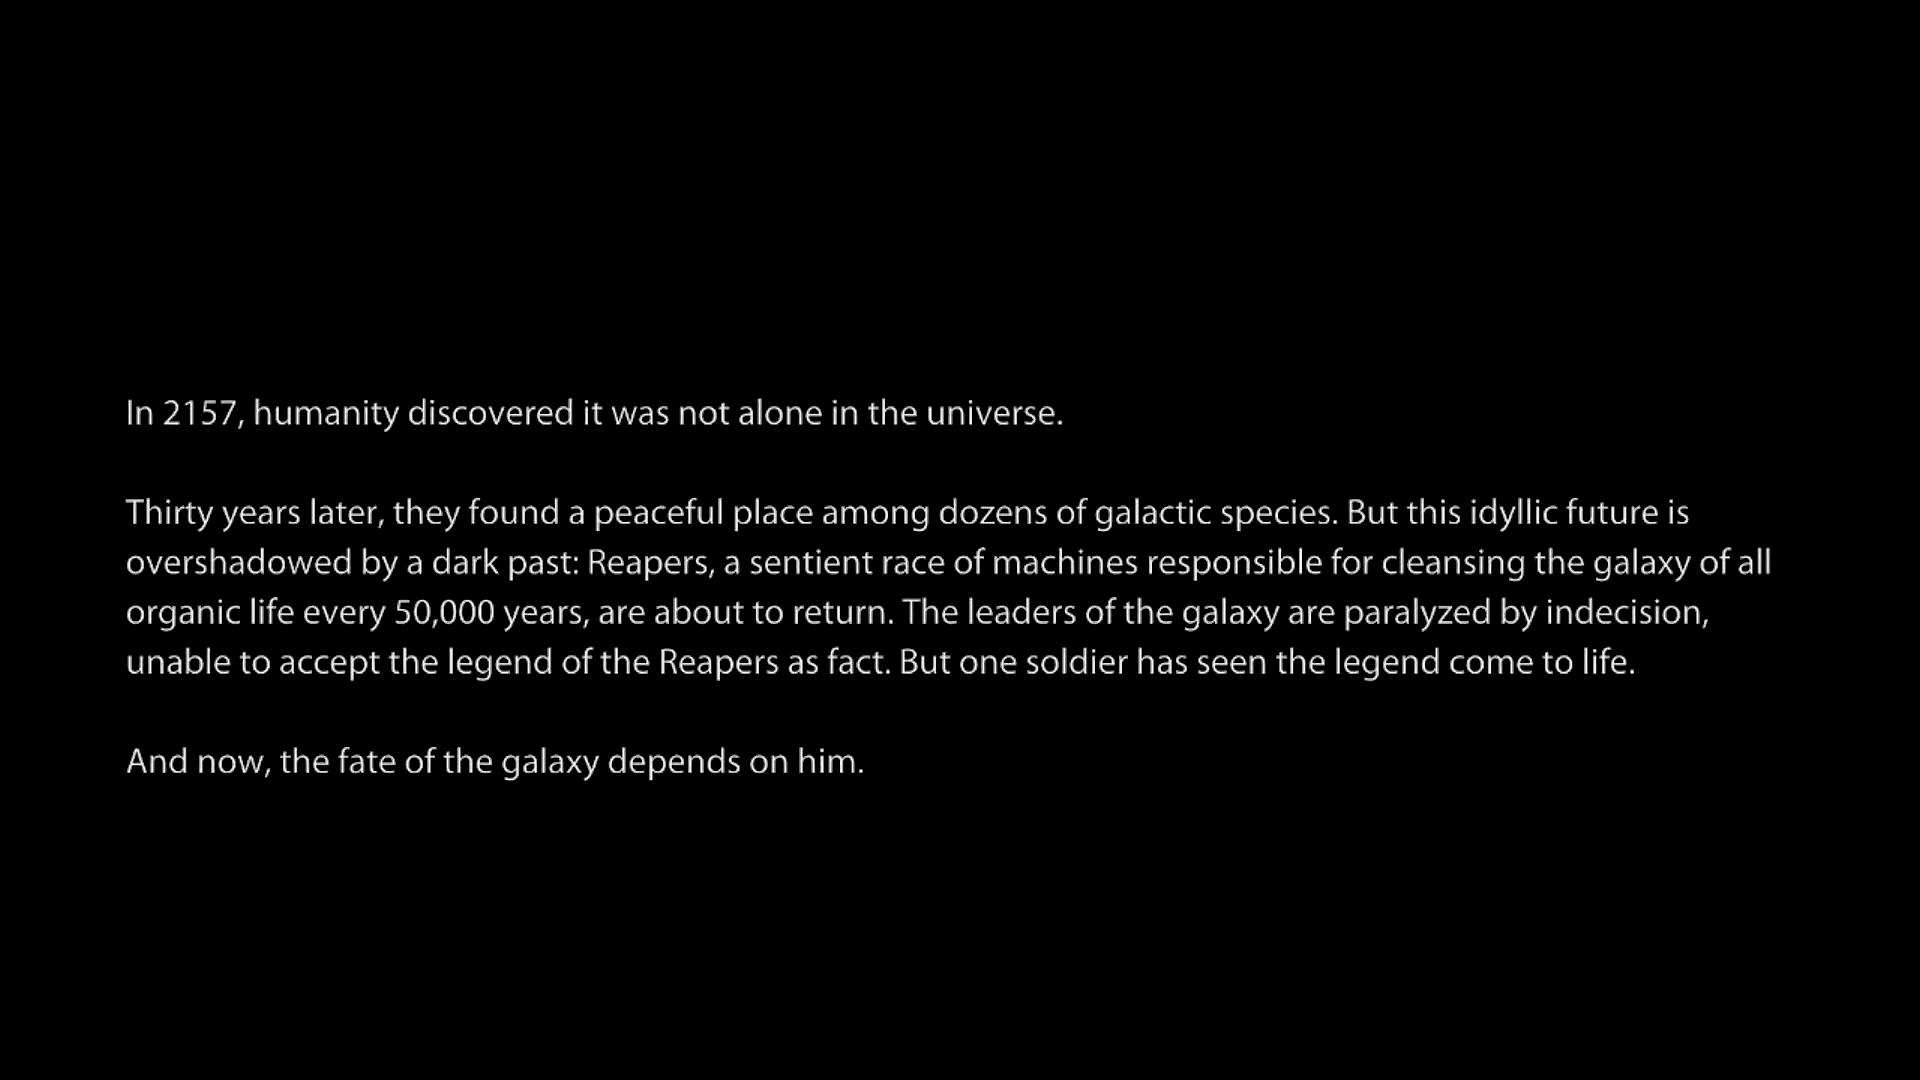 In 2157, humanity discovered it was not alone in the universe.
Thirty years later, they found a peaceful place among dozens of galactic species. But this idyllic future is
overshadowed by a dark past: Reapers, a sentient race of machines responsible for cleansing the galaxy of all
organic life every 50,000 years, are about to return. The leaders of the galaxy are paralyzed by indecision,
unable to accept the legend of the Reapers as fact. But one soldier has seen the legend come to life.
And now, the fate of the galaxy depends on him.